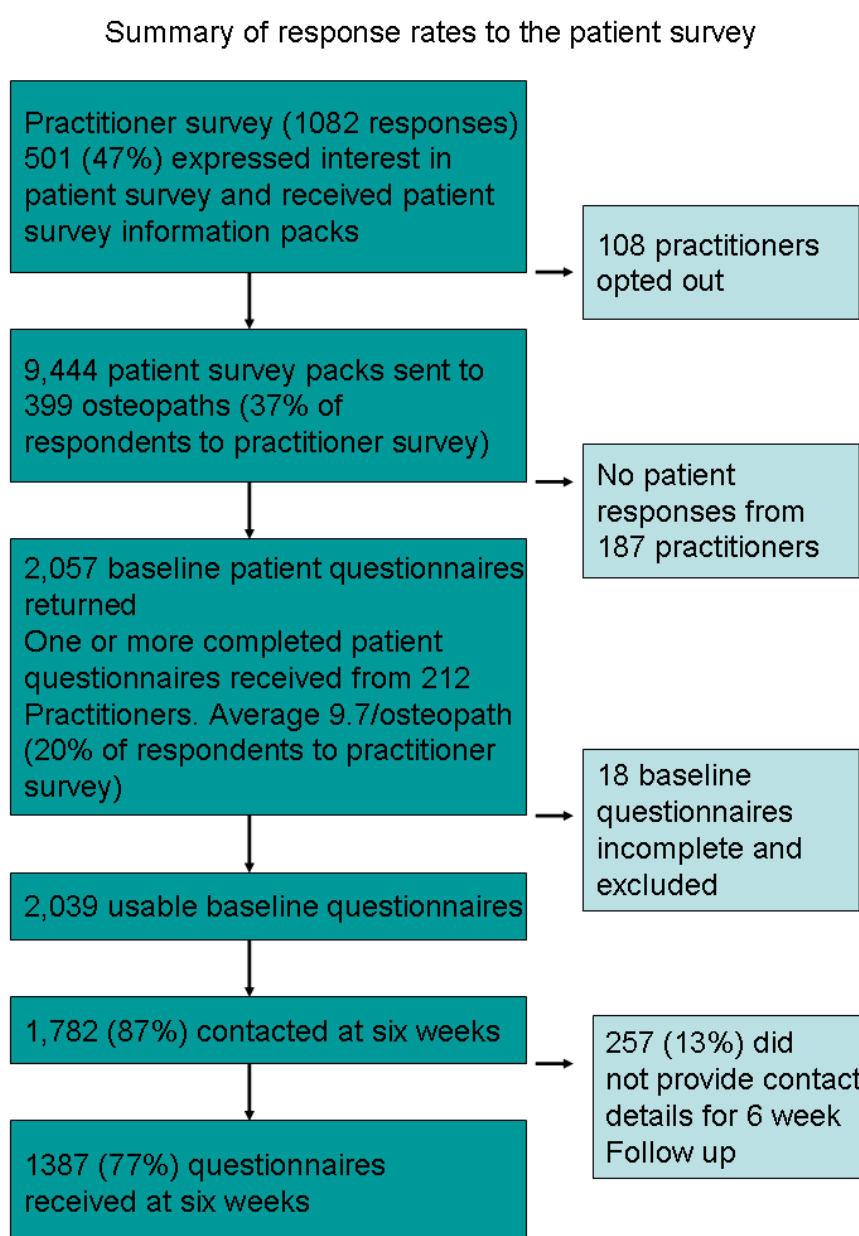 Summary of response rates to the patient survey
Practitioner survey (1082 responses)
501 (47%) expressed interest in
patient survey and received patient
survey information packs
108 practitioners
opted out
9,444 patient survey packs sent to
399 osteopaths (37% of
respondents to practitioner survey)
No patient
responses from
187 practitioners
2,057 baseline patient questionnaires
returned
One or more completed patient
questionnaires received from 212
Practitioners. Average 9.7/osteopath
(20% of respondents to practitioner
survey)
18 baseline
questionnaires
incomplete and
excluded
2,039 usable baseline questionnaires
1,782 (87%) contacted at six weeks
257 (13%) did
not provide contact
details for 6 week
Follow up
1387 (77%) questionnaires
received at six weeks